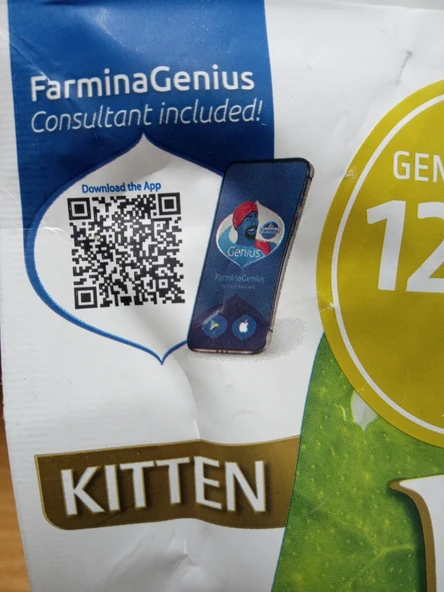 FarminaGenius
Consultant included!
Download the App
Genius
FarminaGenius
GEN
12
KITTEN